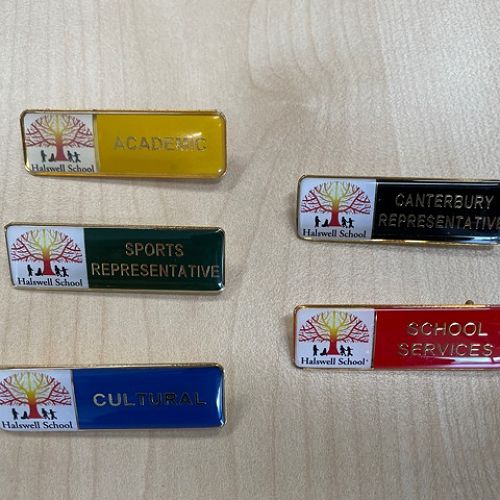 Halswell School
ACADEMIC
Halswell School
SPORTS
REPRESENTATIVE
Halswell School
CULTURAL
Halswell School
CANTERBURY
REPRESENTATIVE
Halswell School
SCHOOL
SERVICES